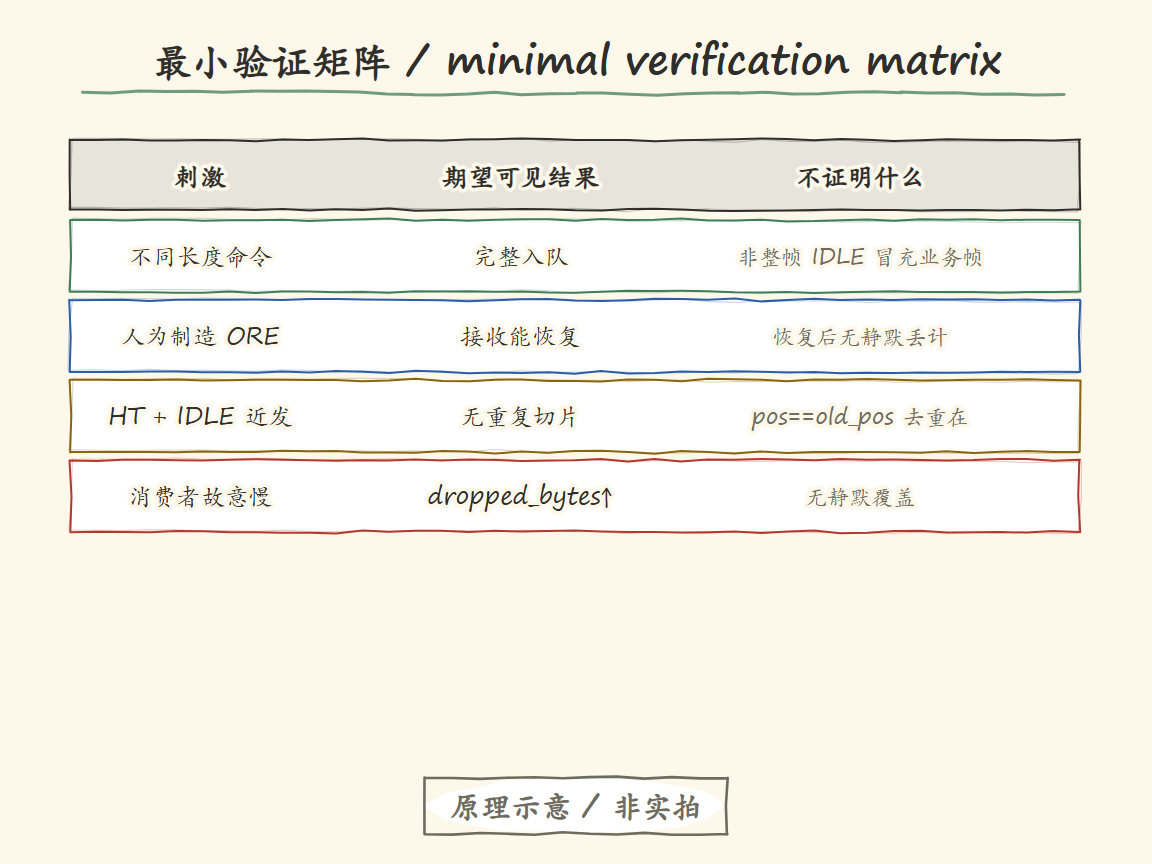 最小验证矩阵 / minimal verification matrix
刺激 期望可见结果 不证明什么
不同长度命令 完整入队 非整帧 IDLE 冒充业务帧
人为制造 ORE 接收能恢复 恢复后无静默丢计
HT + IDLE 近发 无重复切片 pos==old_pos 去重在
消费者故意慢 dropped_bytes↑ 无静默覆盖
原理示意 / 非实拍